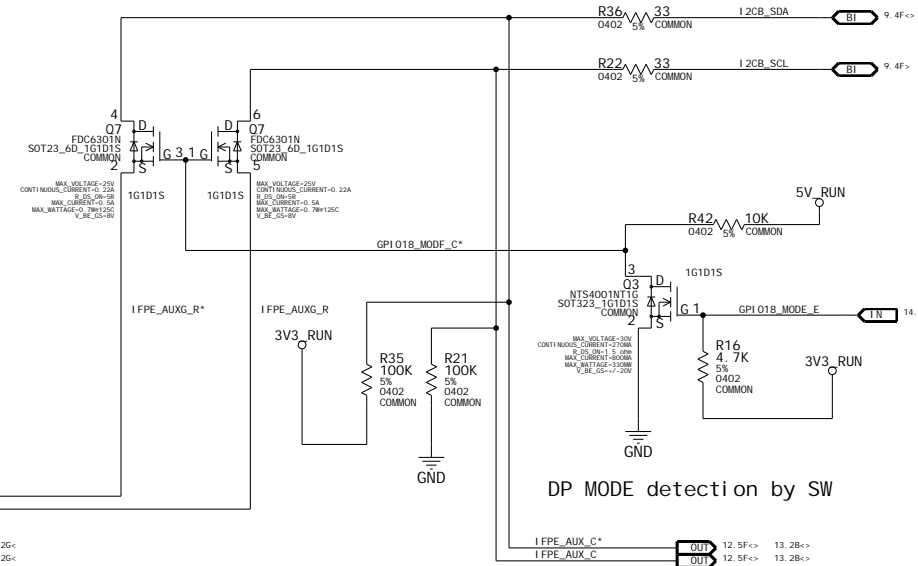 R36 33 I2CB_SDA BI 9.4F<>
0402 5% COMMON
R22 33 I2CB_SCL BI 9.4F>
0402 5% COMMON
4
Q7
FDC6301N
SOT23_6D_1G1D1S
COMMON
2
D
G 3
S
1G1D1S
MAX_VOLTAGE=25V
CONTINUOUS_CURRENT=0.22A
R_DS_ON=5R
MAX_CURRENT=0.5A
MAX_WATTAGE=0.7W@125C
V_BE_GS=8V
6
Q7
FDC6301N
SOT23_6D_1G1D1S
COMMON
5
D
1 G
S
1G1D1S
MAX_VOLTAGE=25V
CONTINUOUS_CURRENT=0.22A
R_DS_ON=5R
MAX_CURRENT=0.5A
MAX_WATTAGE=0.7W@125C
V_BE_GS=8V
5V_RUN
R42 10K
0402 5% COMMON
GPIO18_MODF_C*
3
Q3
NTS4001NT1G
SOT323_1G1D1S
COMMON
2
D
G 1
S
1G1D1S
MAX_VOLTAGE=30V
CONTINUOUS_CURRENT=270MA
R_DS_ON=1.5 ohm
MAX_CURRENT=800MA
MAX_WATTAGE=330MW
V_BE_GS=+/-20V
GPIO18_MODE_E IN 14.
IFPE_AUXG_R* IFPE_AUXG_R
3V3_RUN
R35
100K
5%
0402
COMMON
R21
100K
5%
0402
COMMON
GND
R16
4.7K
5%
0402
COMMON
3V3_RUN
GND
DP MODE detection by SW
2G<
2G<
IFPE_AUX_C* OUT 12.5F<> 13.2B<>
IFPE_AUX_C OUT 12.5F<> 13.2B<>